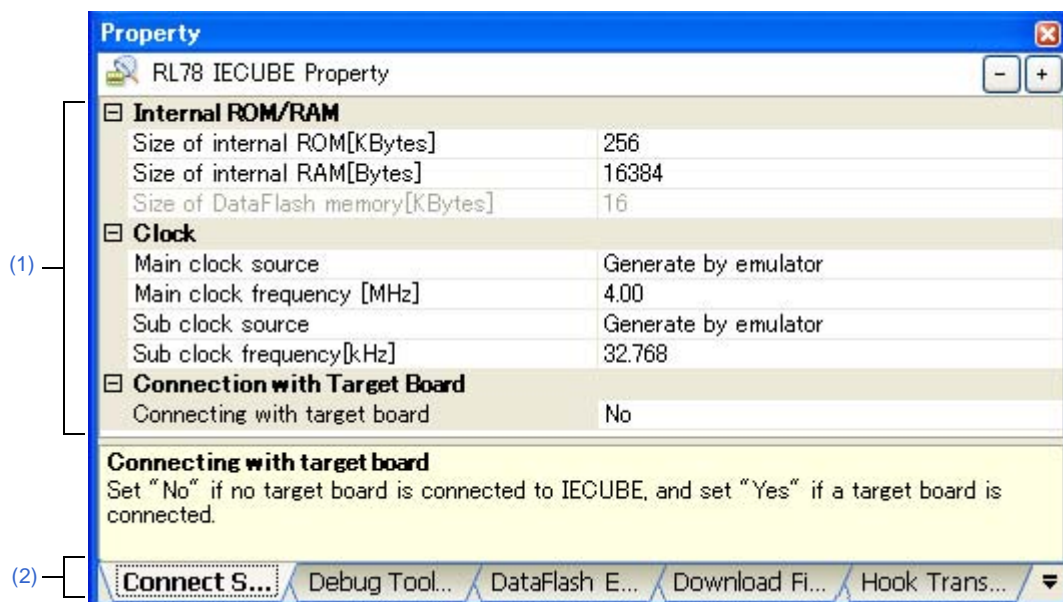 Property
RL78 IECUBE Property
- +
Internal ROM/RAM
Size of internal ROM[KBytes] 256
Size of internal RAM[Bytes] 16384
Size of DataFlash memory[KBytes] 16
Clock
Main clock source Generate by emulator
Main clock frequency [MHz] 4.00
Sub clock source Generate by emulator
Sub clock frequency[kHz] 32.768
Connection with Target Board
Connecting with target board No
(1)
Connecting with target board
Set "No" if no target board is connected to IECUBE, and set "Yes" if a target board is
connected.
(2)
Connect S... Debug Tool... DataFlash E... Download Fi... Hook Trans...